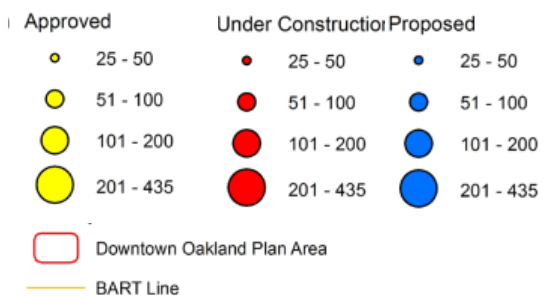 Approved Under Constructior Proposed
25 - 50 25 - 50 25 - 50
51 - 100 51 - 100 51 - 100
101 - 200 101 - 200 101 - 200
201 - 435 201 - 435 201 - 435
Downtown Oakland Plan Area
BART Line